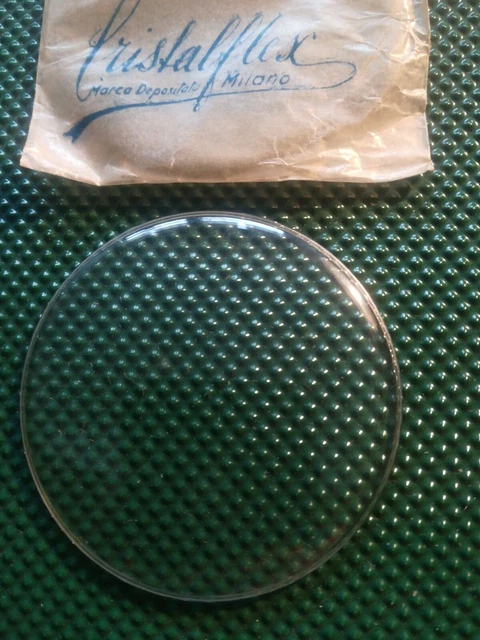 Cristalflex
Marca Depositata Milano